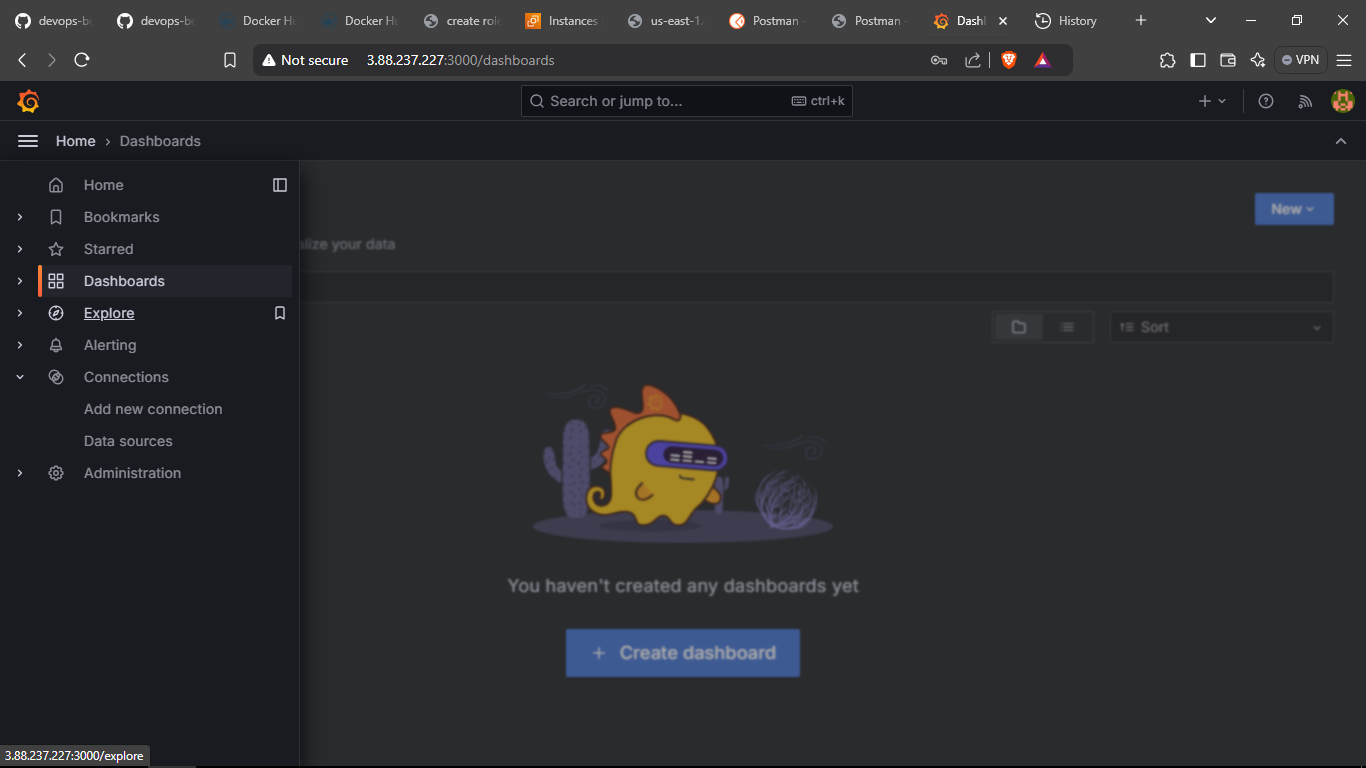 devops-b
devops-b
Docker H
Docker H
create rol
Instances
us-east-1.
Postman
Postman
Dash
History
Not secure 3.88.237.227:3000/dashboards
VPN
Search or jump to... ctrl+k
Home › Dashboards
Home
Bookmarks
Starred
Dashboards
Explore
Alerting
Connections
Add new connection
Data sources
Administration
New
alize your data
Sort
You haven't created any dashboards yet
+ Create dashboard
3.88.237.227:3000/explore